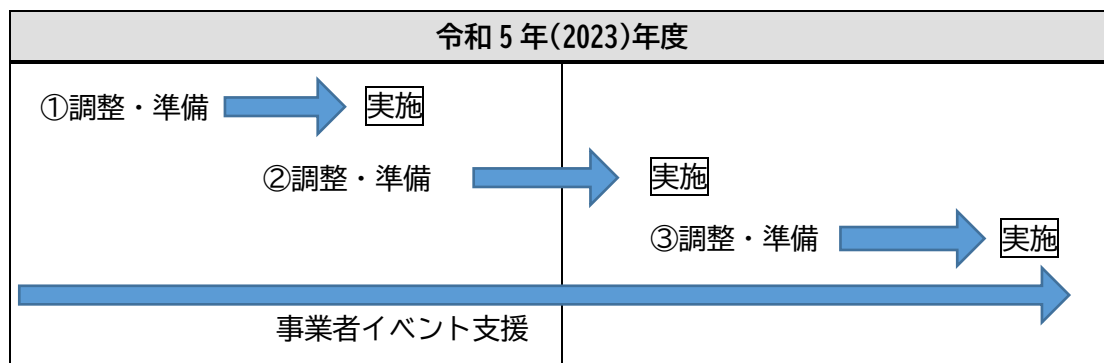 令和5年(2023)年度
①調整・準備 実施
②調整・準備 実施
③調整・準備 実施
事業者イベント支援